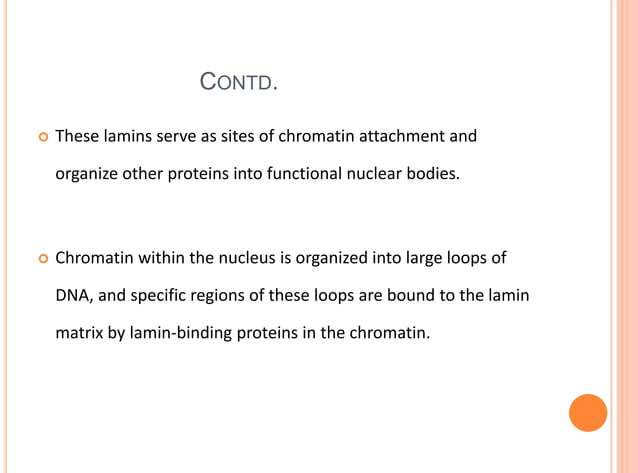 CONTD.
These lamins serve as sites of chromatin attachment and
organize other proteins into functional nuclear bodies.
Chromatin within the nucleus is organized into large loops of
DNA, and specific regions of these loops are bound to the lamin
matrix by lamin-binding proteins in the chromatin.